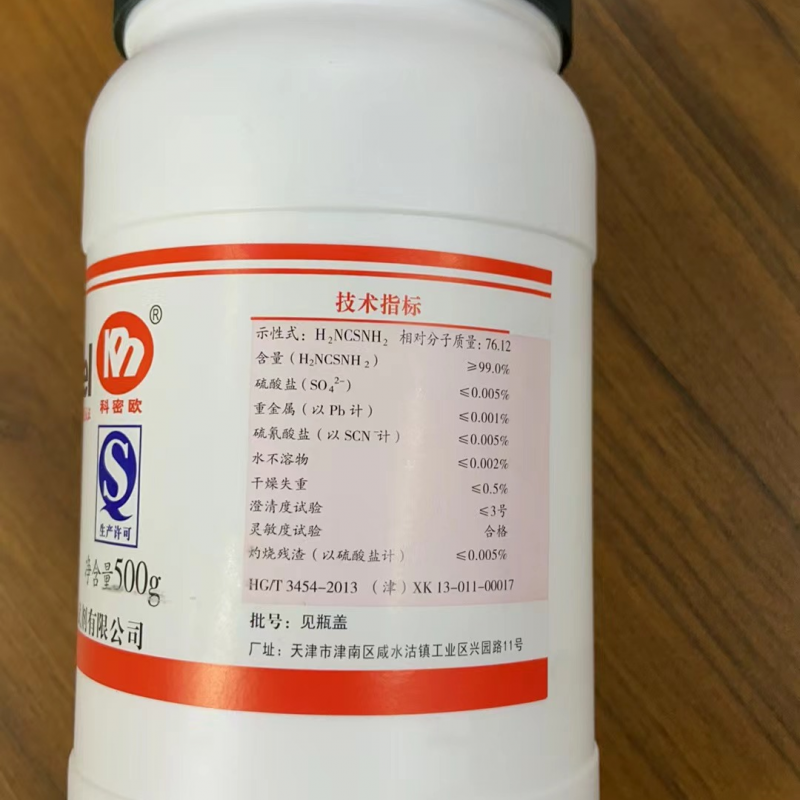 科密欧
®
生产许可
净含量500g
剂有限公司
技术指标
示性式：H₂NCSNH₂ 相对分子质量：76.12
含量（H₂NCSNH₂） ≥99.0%
硫酸盐（SO₄²⁻） ≤0.005%
重金属（以Pb计） ≤0.001%
硫氰酸盐（以SCN⁻计） ≤0.005%
水不溶物 ≤0.002%
干燥失重 ≤0.5%
澄清度试验 ≤3号
灵敏度试验 合格
灼烧残渣（以硫酸盐计） ≤0.005%
HG/T 3454-2013 （津）XK 13-011-00017
批号：见瓶盖
厂址：天津市津南区咸水沽镇工业区兴园路11号